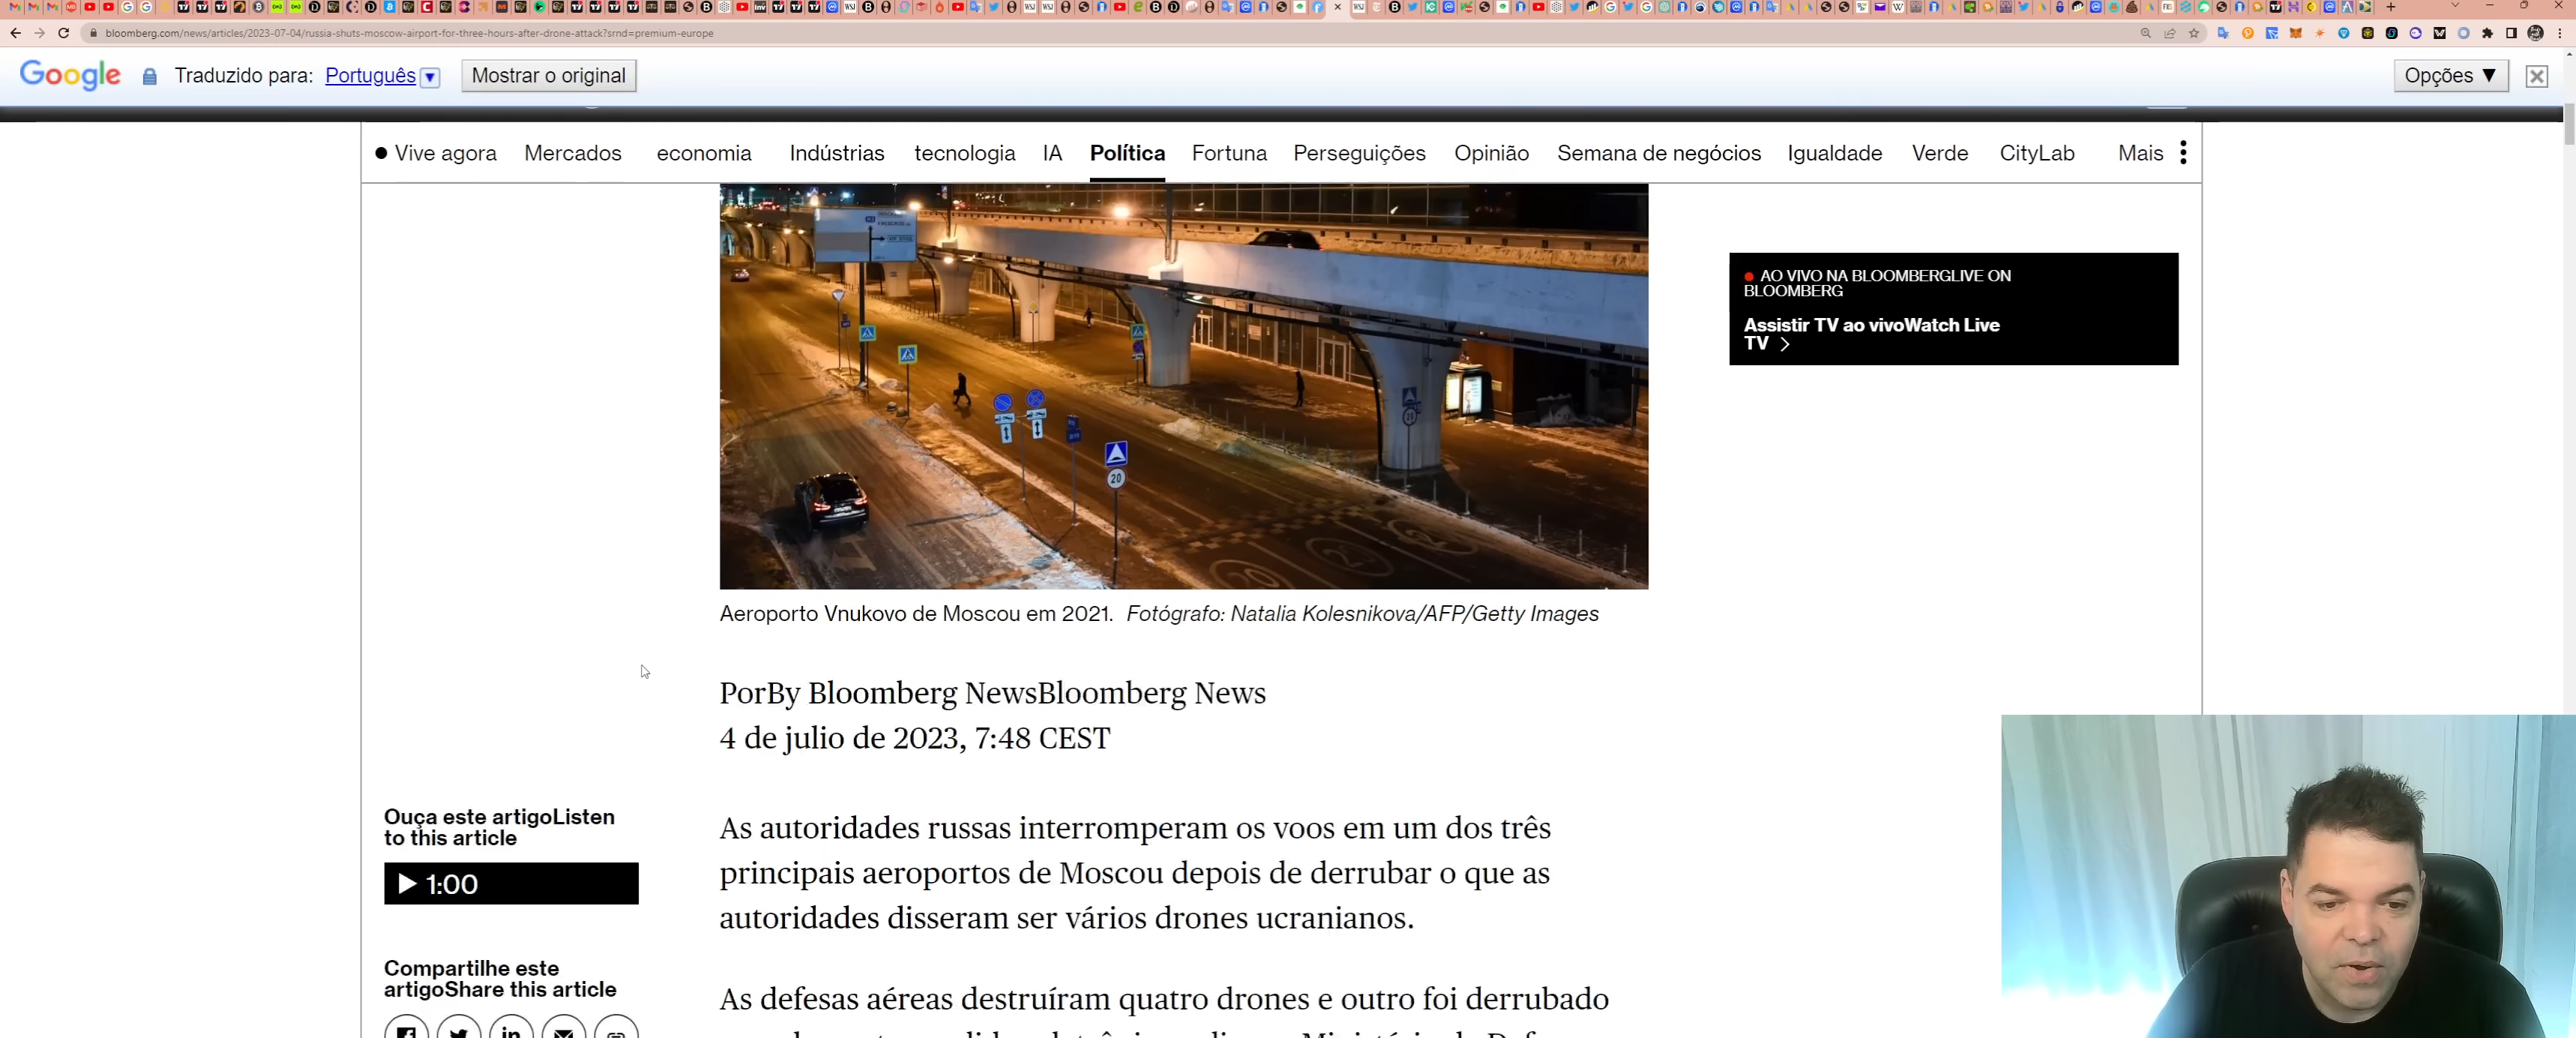 bloomberg.com/news/articles/2023-07-04/russia-shuts-moscow-airport-for-three-hours-after-drone-attack?srnd=premium-europe
Google Traduzido para: Português Mostrar o original Opções ▼
Vive agora Mercados economia Indústrias tecnologia IA Política Fortuna Perseguições Opinião Semana de negócios Igualdade Verde CityLab Mais
20
AO VIVO NA BLOOMBERGLIVE ON
BLOOMBERG
Assistir TV ao vivoWatch Live
TV >
Aeroporto Vnukovo de Moscou em 2021. Fotógrafo: Natalia Kolesnikova/AFP/Getty Images
PorBy Bloomberg NewsBloomberg News
4 de julio de 2023, 7:48 CEST
Ouça este artigoListen
to this article
1:00
As autoridades russas interromperam os voos em um dos três
principais aeroportos de Moscou depois de derrubar o que as
autoridades disseram ser vários drones ucranianos.
Compartilhe este
artigoShare this article
As defesas aéreas destruíram quatro drones e outro foi derrubado